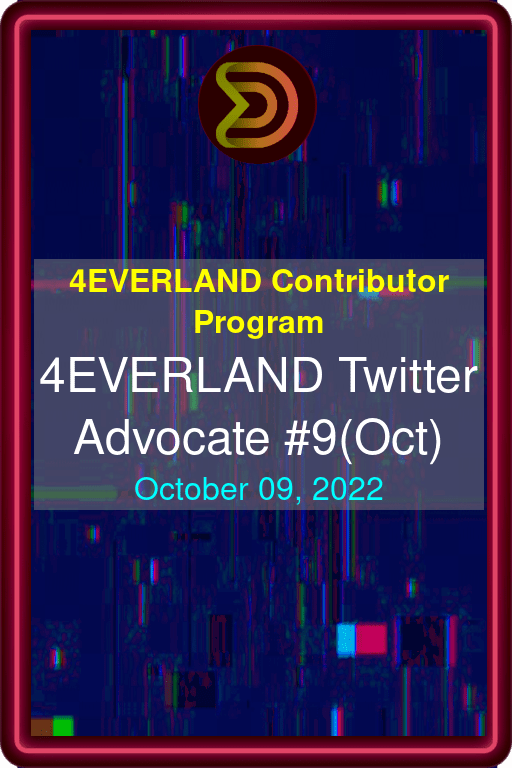 4EVERLAND Contributor
Program
4EVERLAND Twitter
Advocate #9(Oct)
October 09, 2022